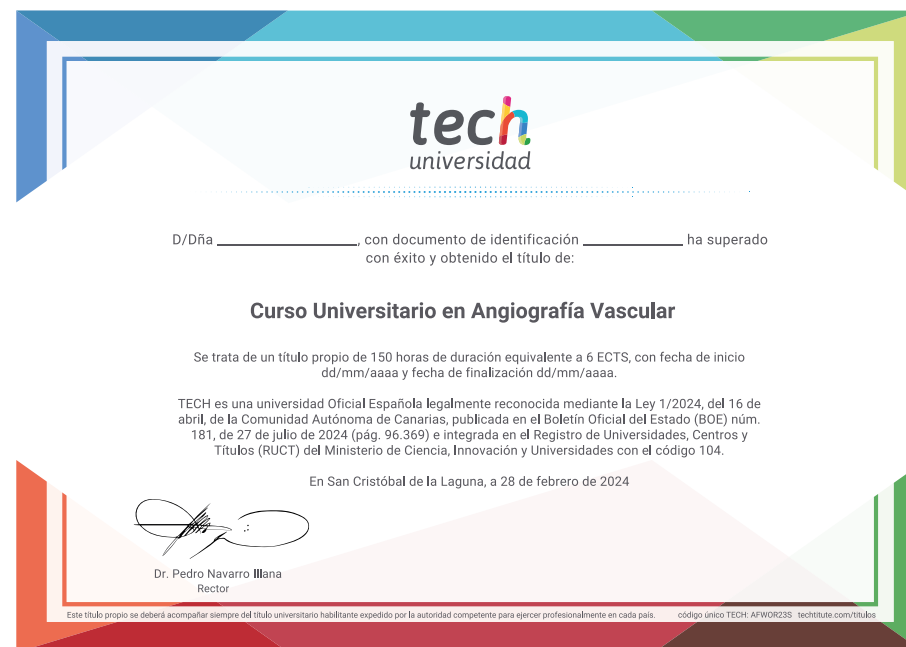 tech
universidad
D/Dña ____________________, con documento de identificación ______________ ha superado
con éxito y obtenido el título de:
Curso Universitario en Angiografía Vascular
Se trata de un título propio de 150 horas de duración equivalente a 6 ECTS, con fecha de inicio
dd/mm/aaaa y fecha de finalización dd/mm/aaaa.
TECH es una universidad Oficial Española legalmente reconocida mediante la Ley 1/2024, del 16 de
abril, de la Comunidad Autónoma de Canarias, publicada en el Boletín Oficial del Estado (BOE) núm.
181, de 27 de julio de 2024 (pág. 96.369) e integrada en el Registro de Universidades, Centros y
Títulos (RUCT) del Ministerio de Ciencia, Innovación y Universidades con el código 104.
En San Cristóbal de la Laguna, a 28 de febrero de 2024
Dr. Pedro Navarro Illana
Rector
Este título propio se deberá acompañar siempre del título universitario habilitante expedido por la autoridad competente para ejercer profesionalmente en cada país. código único TECH: AFWOR23S techtitute.com/titulos